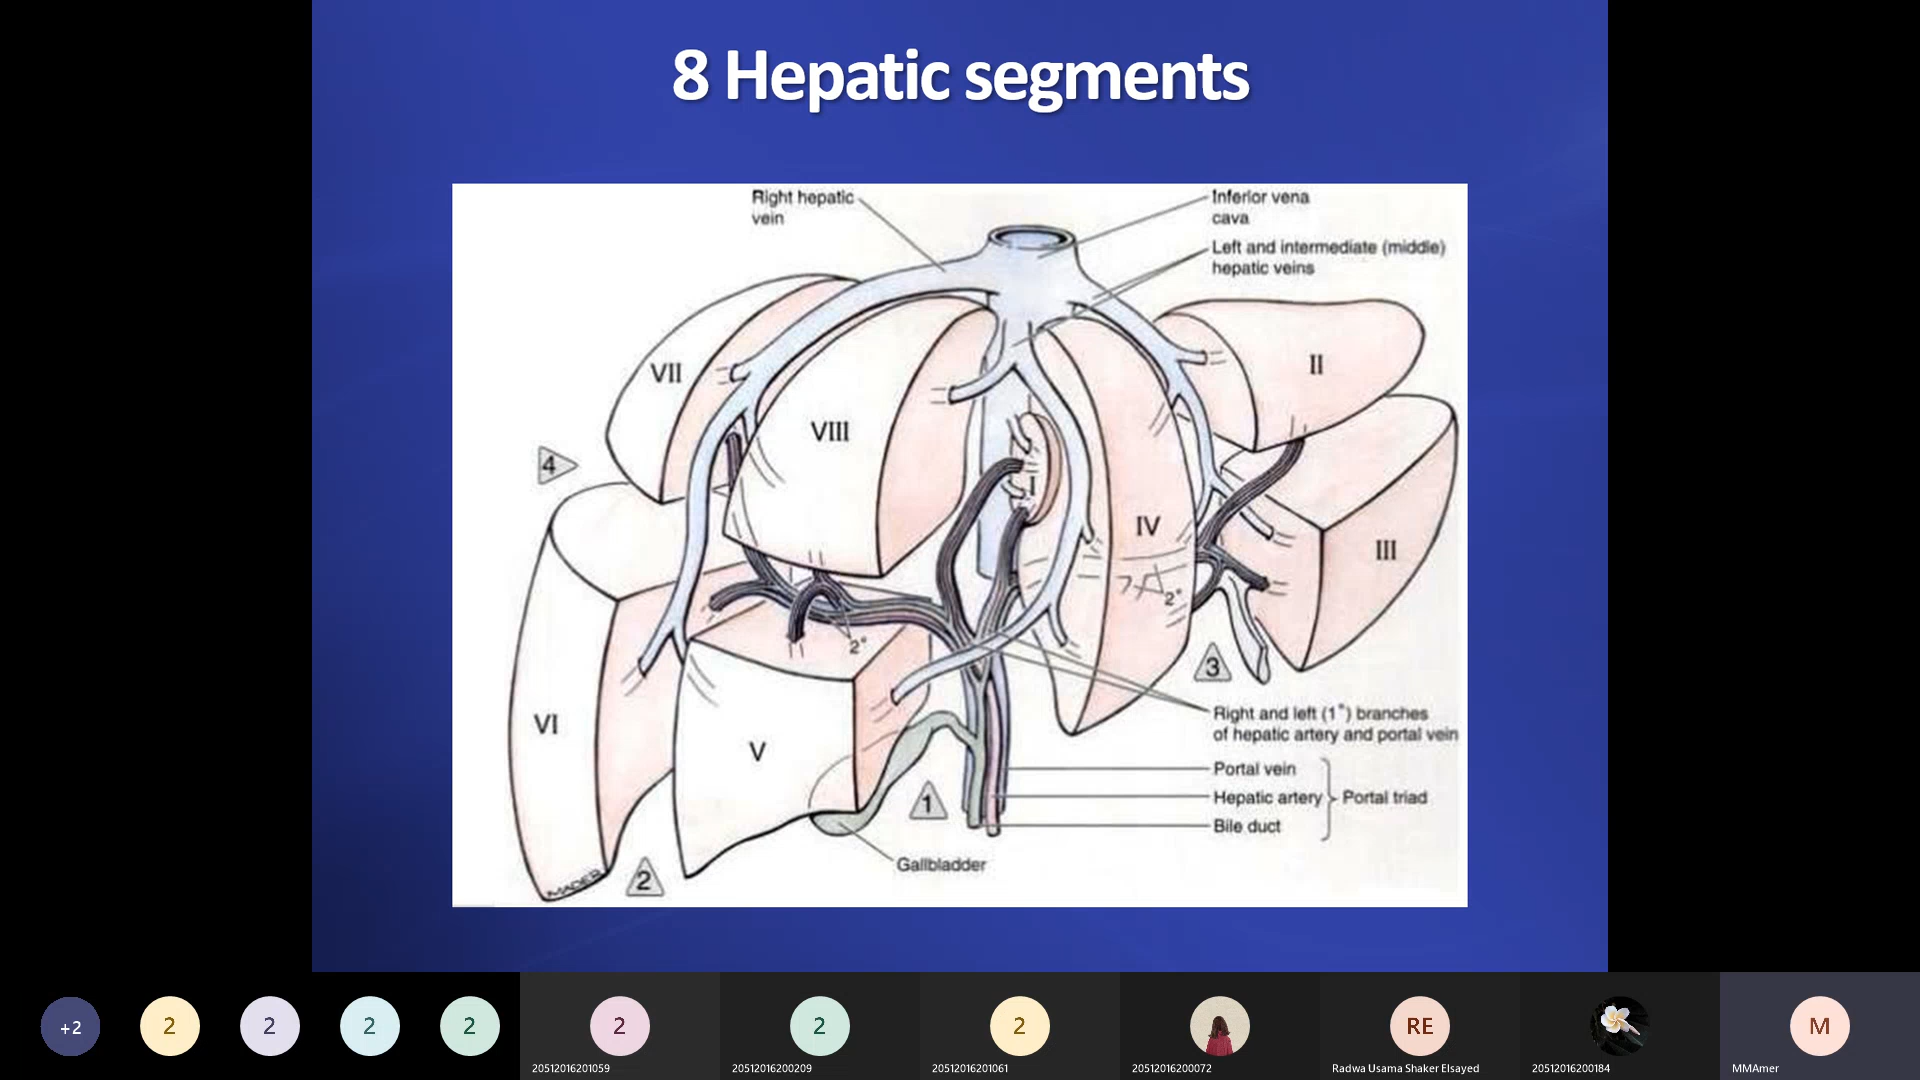 8 Hepatic segments
Right hepatic
vein
Inferior vena
cava
Left and intermediate (middle)
hepatic veins
VII
VIII
II
4
I
IV
III
2°
2°
3
VI
V
Right and left (1°) branches
of hepatic artery and portal vein
Portal vein
Hepatic artery
Portal triad
Bile duct
1
Gallbladder
2
MADER
+2
2
2
2
2
2
2
2
RE
M
20512016201059
20512016200209
20512016201061
20512016200072
Radwa Usama Shaker Elsayed
20512016200184
MMAmer